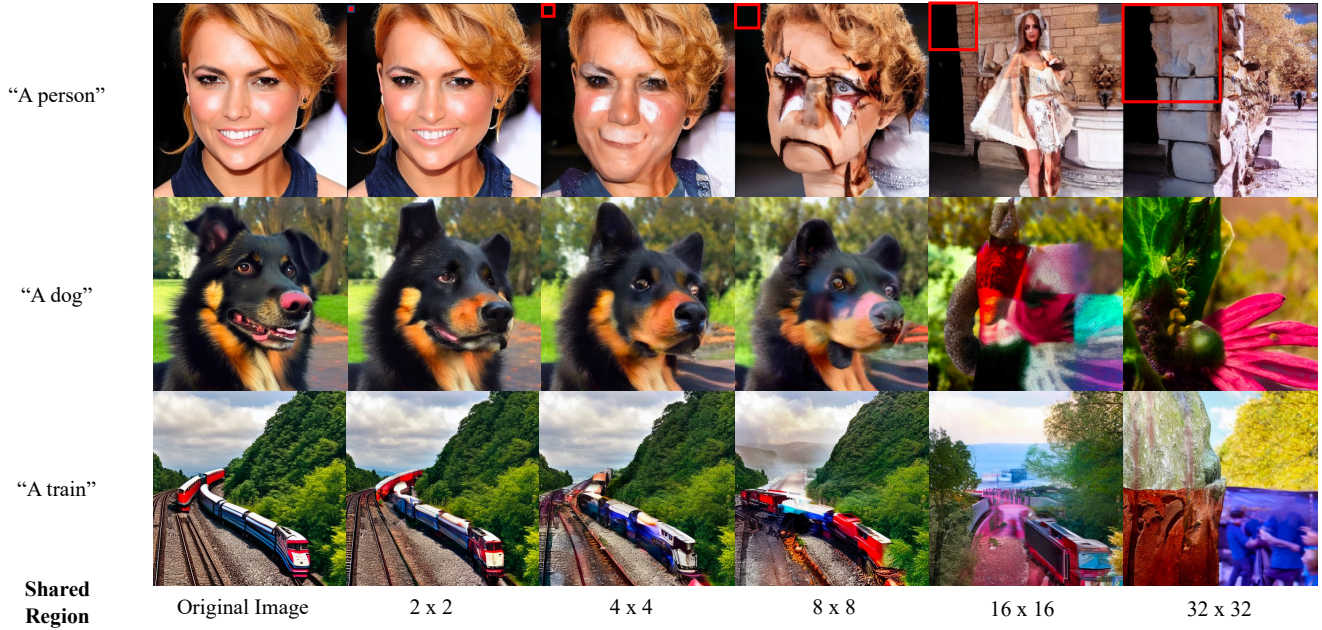 “A person”
“A dog”
“A train”
Shared
Region
Original Image
2 x 2
4 x 4
8 x 8
16 x 16
32 x 32